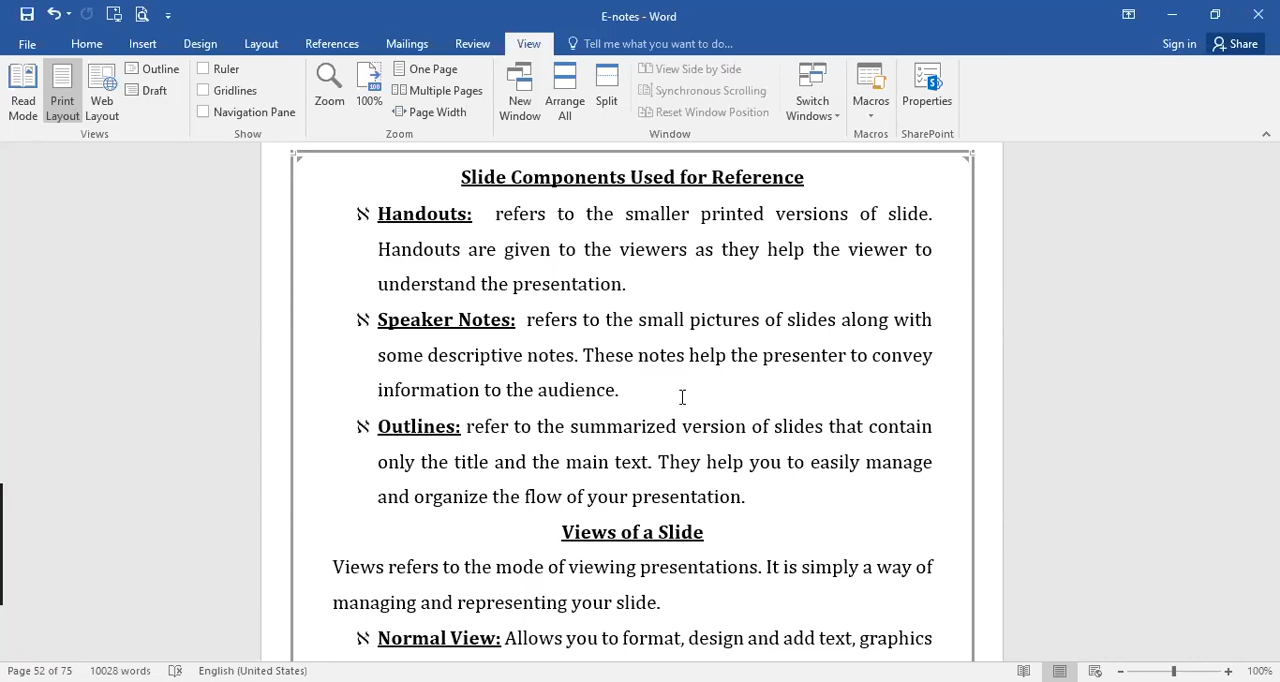 E-notes - Word
File Home Insert Design Layout References Mailings Review View Tell me what you want to do... Sign in Share
Read Mode
Print Layout
Web Layout
Outline
Draft
Views
Ruler
Gridlines
Navigation Pane
Show
Zoom
100%
One Page
Multiple Pages
Page Width
Zoom
New Window
Arrange All
Split
View Side by Side
Synchronous Scrolling
Reset Window Position
Window
Switch Windows
Macros
Macros
Properties
SharePoint
Slide Components Used for Reference
ℵ Handouts: refers to the smaller printed versions of slide.
Handouts are given to the viewers as they help the viewer to
understand the presentation.
ℵ Speaker Notes: refers to the small pictures of slides along with
some descriptive notes. These notes help the presenter to convey
information to the audience.
ℵ Outlines: refer to the summarized version of slides that contain
only the title and the main text. They help you to easily manage
and organize the flow of your presentation.
Views of a Slide
Views refers to the mode of viewing presentations. It is simply a way of
managing and representing your slide.
ℵ Normal View: Allows you to format, design and add text, graphics
Page 52 of 75 10028 words English (United States) 100%